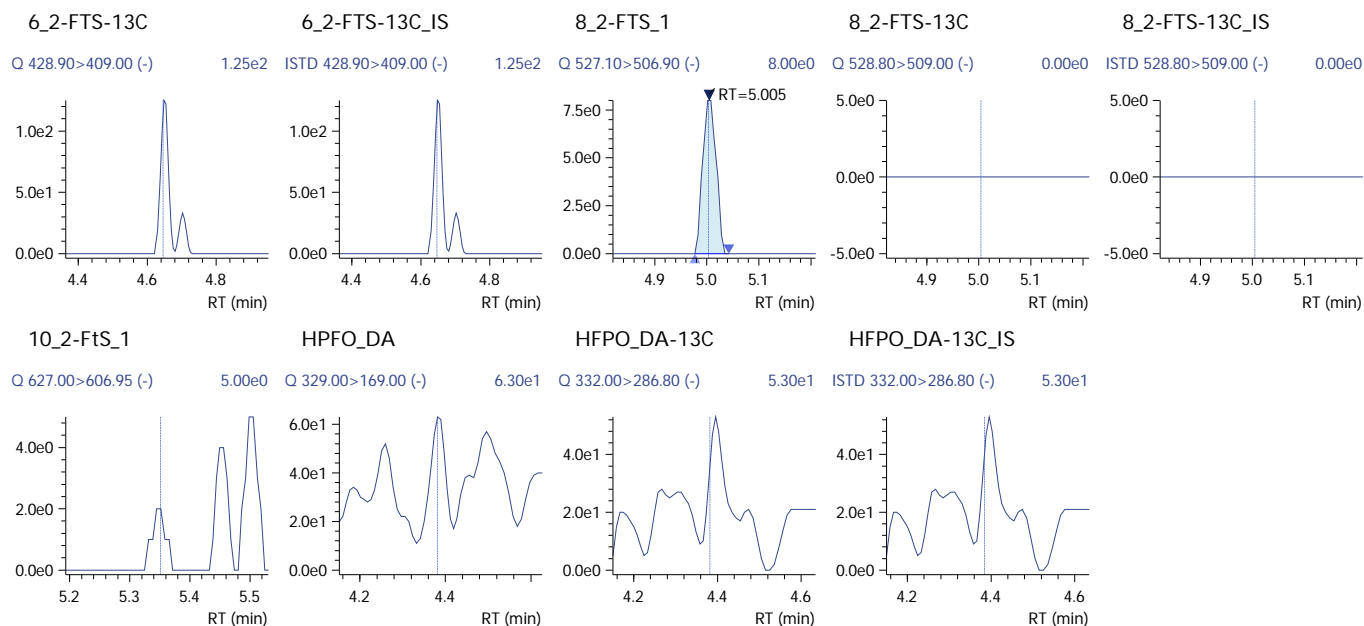 6_2-FTS-13C
6_2-FTS-13C_IS
8_2-FTS_1
8_2-FTS-13C
8_2-FTS-13C_IS
Q 428.90>409.00 (-) 1.25e2
ISTD 428.90>409.00 (-) 1.25e2
Q 527.10>506.90 (-) 8.00e0
Q 528.80>509.00 (-) 0.00e0
ISTD 528.80>509.00 (-) 0.00e0
1.0e2
5.0e1
0.0e0
4.4 4.6 4.8
RT (min)
1.0e2
5.0e1
0.0e0
4.4 4.6 4.8
RT (min)
RT=5.005
7.5e0
5.0e0
2.5e0
0.0e0
4.9 5.0 5.1
RT (min)
5.0e0
0.0e0
-5.0e0
4.9 5.0 5.1
RT (min)
5.0e0
0.0e0
-5.0e0
4.9 5.0 5.1
RT (min)
10_2-FtS_1
HPFO_DA
HFPO_DA-13C
HFPO_DA-13C_IS
Q 627.00>606.95 (-) 5.00e0
Q 329.00>169.00 (-) 6.30e1
Q 332.00>286.80 (-) 5.30e1
ISTD 332.00>286.80 (-) 5.30e1
4.0e0
2.0e0
0.0e0
5.2 5.3 5.4 5.5
RT (min)
6.0e1
4.0e1
2.0e1
0.0e0
4.2 4.4
RT (min)
4.0e1
2.0e1
0.0e0
4.2 4.4 4.6
RT (min)
4.0e1
2.0e1
0.0e0
4.2 4.4 4.6
RT (min)